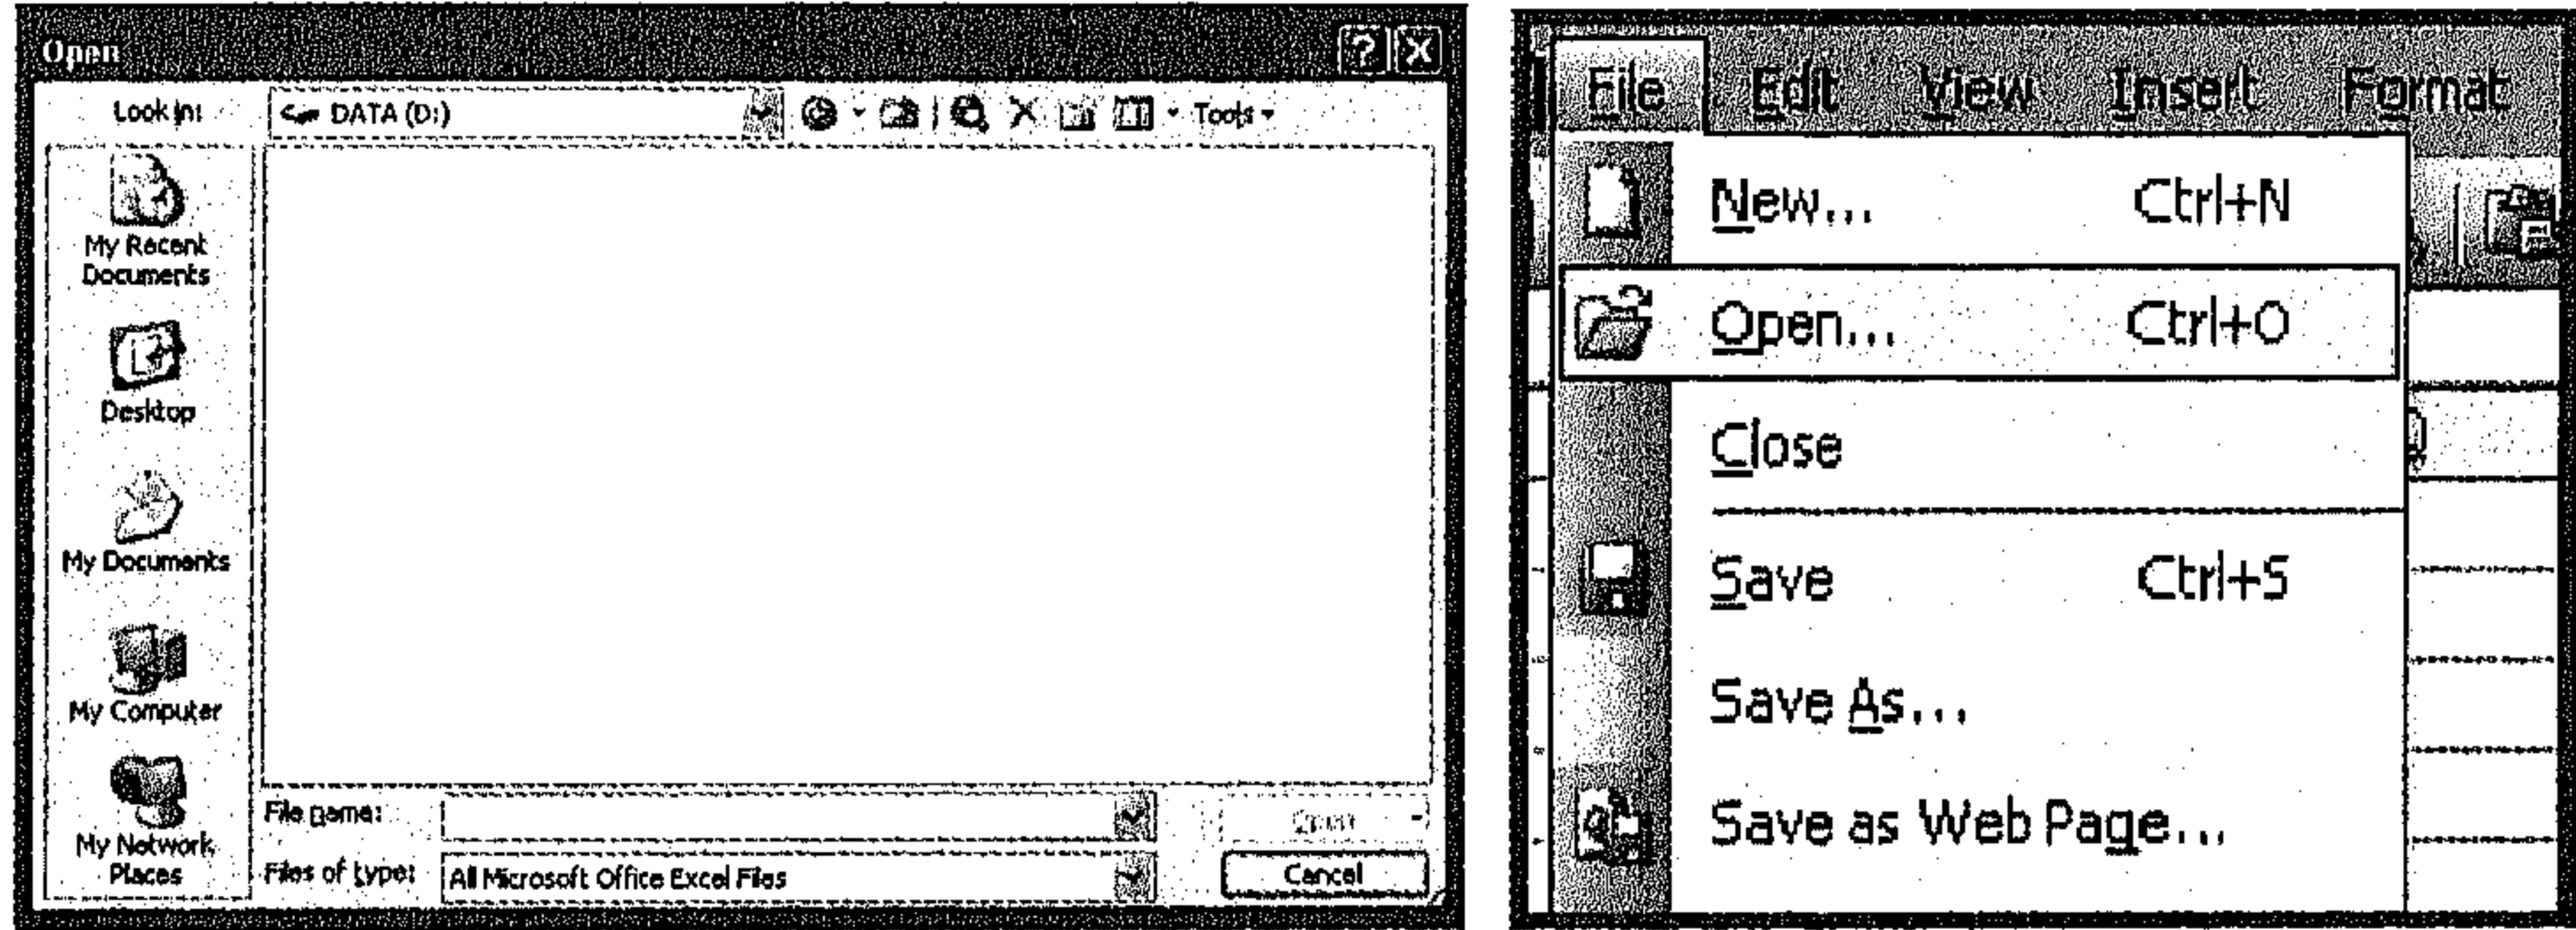 Open
Look in: DATA (D:) Tools
My Recent
Documents
Desktop
My Documents
My Computer
My Network
Places
File name: Open
Files of type: All Microsoft Office Excel Files Cancel
File Edit View Insert Format
New... Ctrl+N
Open... Ctrl+O
Close
Save Ctrl+S
Save As...
Save as Web Page...